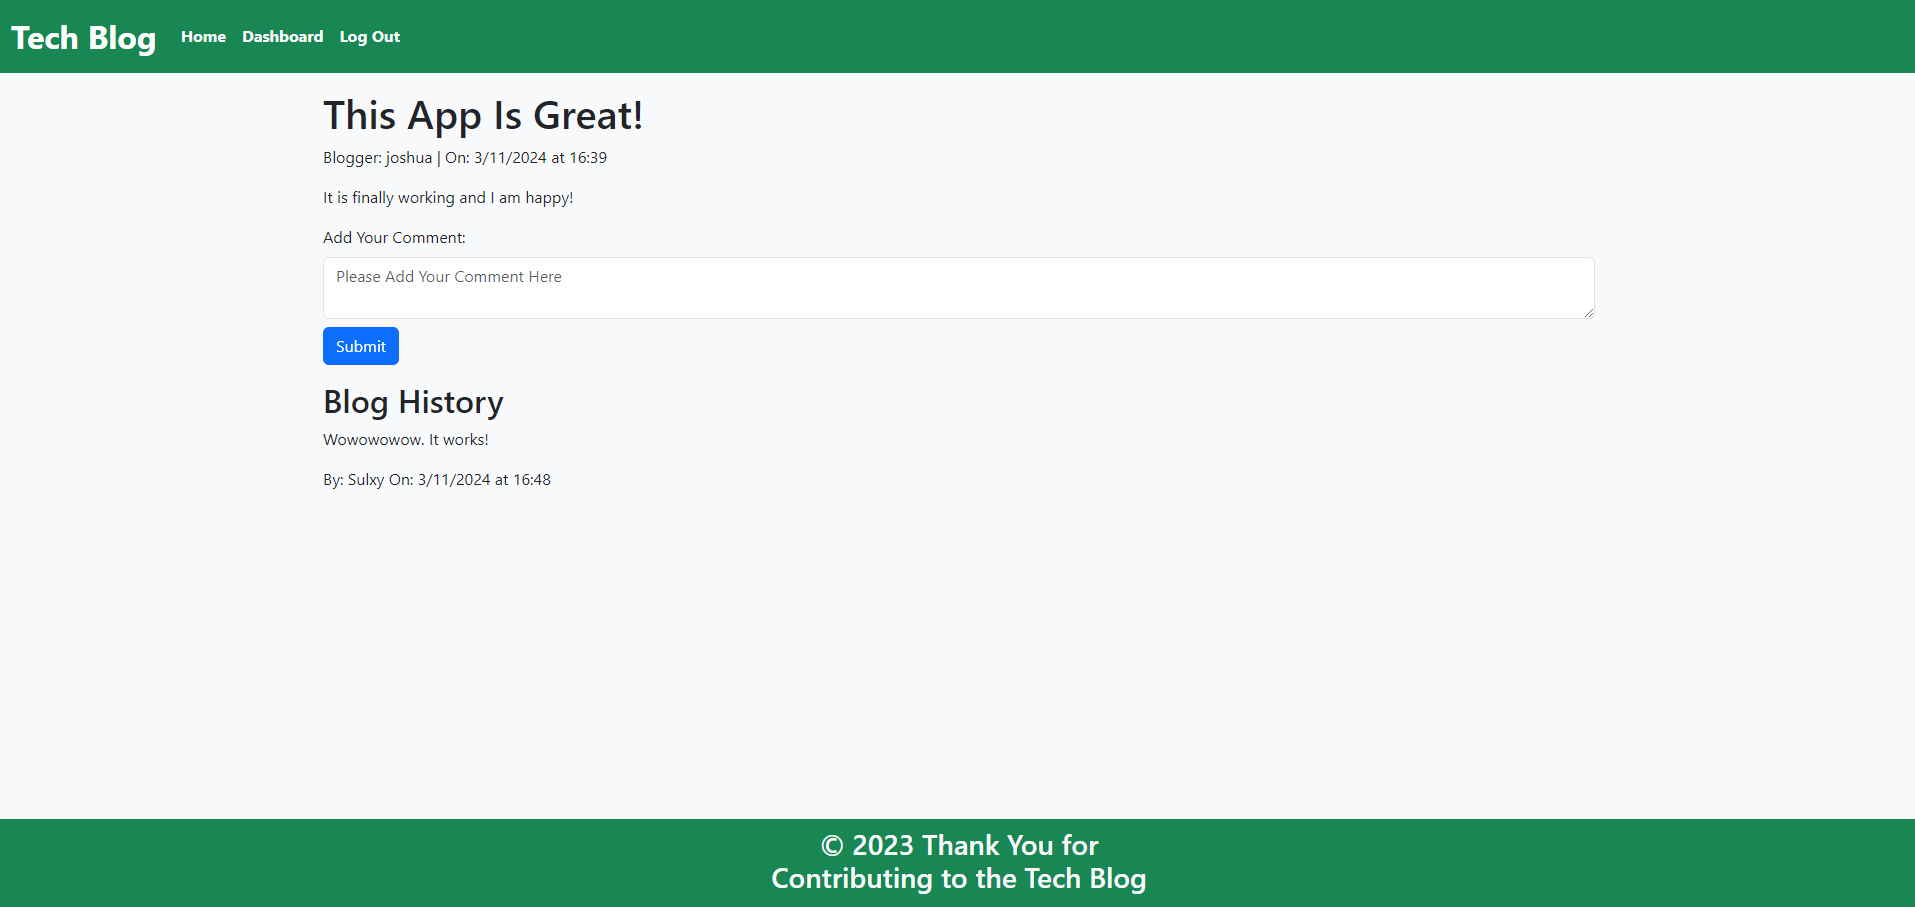 Tech Blog Home Dashboard Log Out
This App Is Great!
Blogger: joshua | On: 3/11/2024 at 16:39
It is finally working and I am happy!
Add Your Comment:
Please Add Your Comment Here
Submit
Blog History
Wowowowow. It works!
By: Sulxy On: 3/11/2024 at 16:48
© 2023 Thank You for
Contributing to the Tech Blog